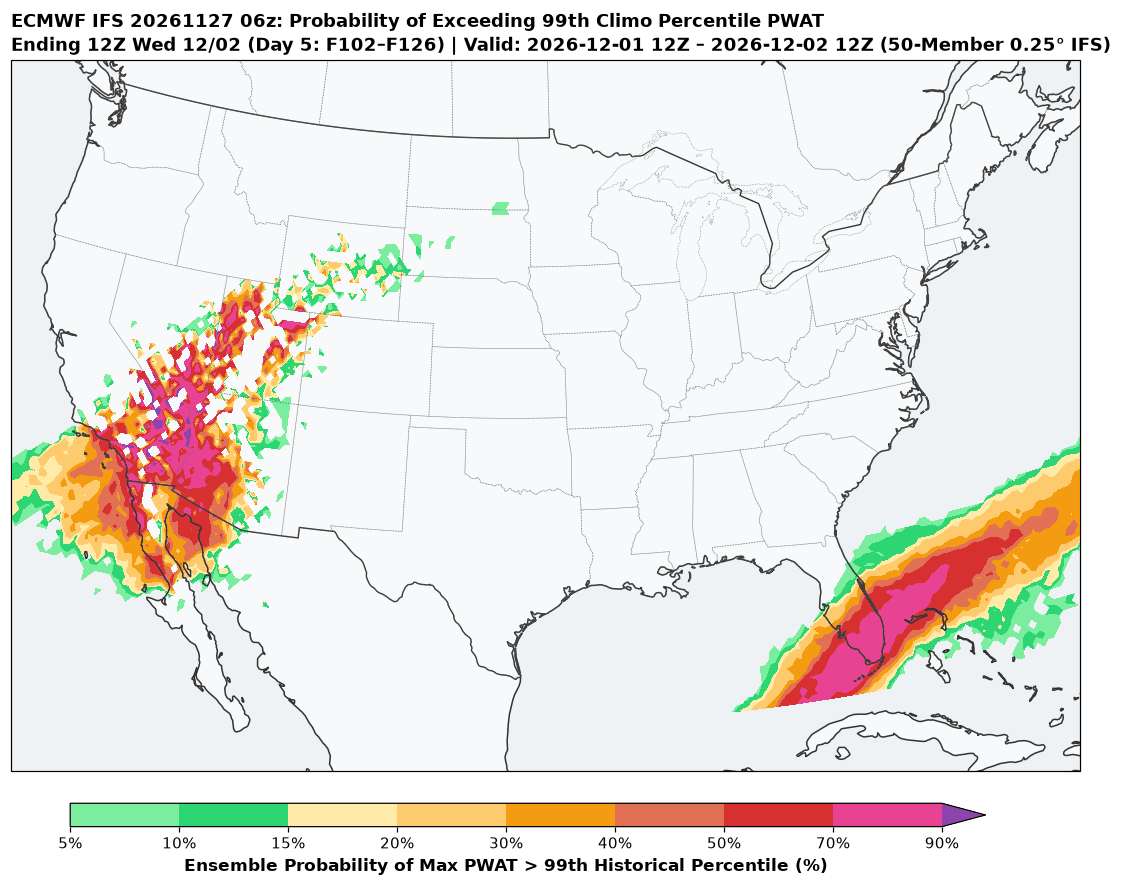 ECMWF IFS 20261127 06z: Probability of Exceeding 99th Climo Percentile PWAT
Ending 12Z Wed 12/02 (Day 5: F102–F126) | Valid: 2026-12-01 12Z – 2026-12-02 12Z (50-Member 0.25° IFS)
5% 10% 15% 20% 30% 40% 50% 70% 90%
Ensemble Probability of Max PWAT > 99th Historical Percentile (%)